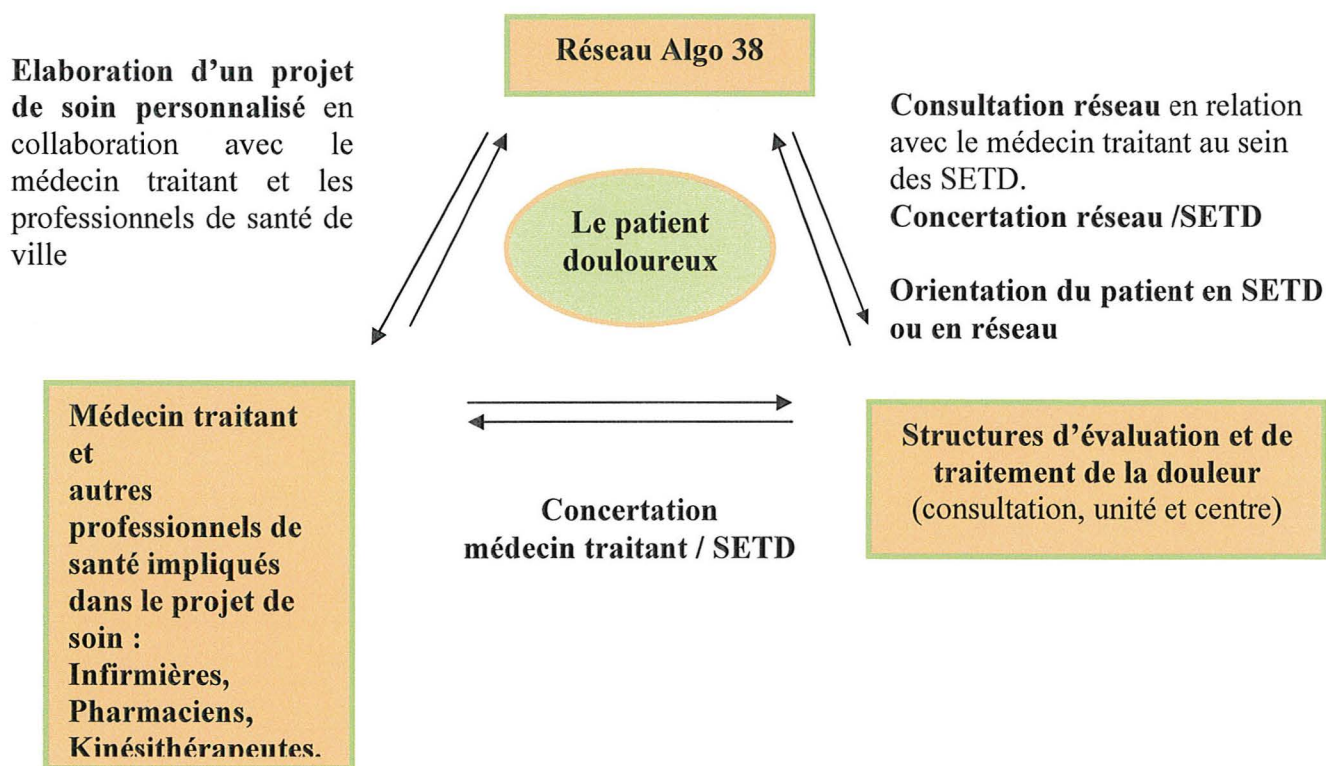 Réseau Algo 38
Elaboration d'un projet
de soin personnalisé en
collaboration avec le
médecin traitant et les
professionnels de santé de
ville
Consultation réseau en relation
avec le médecin traitant au sein
des SETD.
Concertation réseau /SETD
Orientation du patient en SETD
ou en réseau
Le patient
douloureux
Médecin traitant
et
autres
professionnels de
santé impliqués
dans le projet de
soin :
Infirmières,
Pharmaciens,
Kinésithérapeutes.
Concertation
médecin traitant / SETD
Structures d'évaluation et de
traitement de la douleur
(consultation, unité et centre)